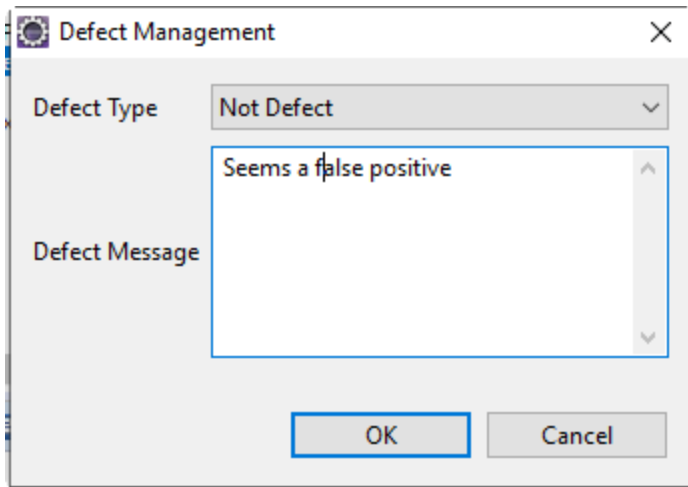 Defect Management
Defect Type
Not Defect
Seems a false positive
Defect Message
OK
Cancel